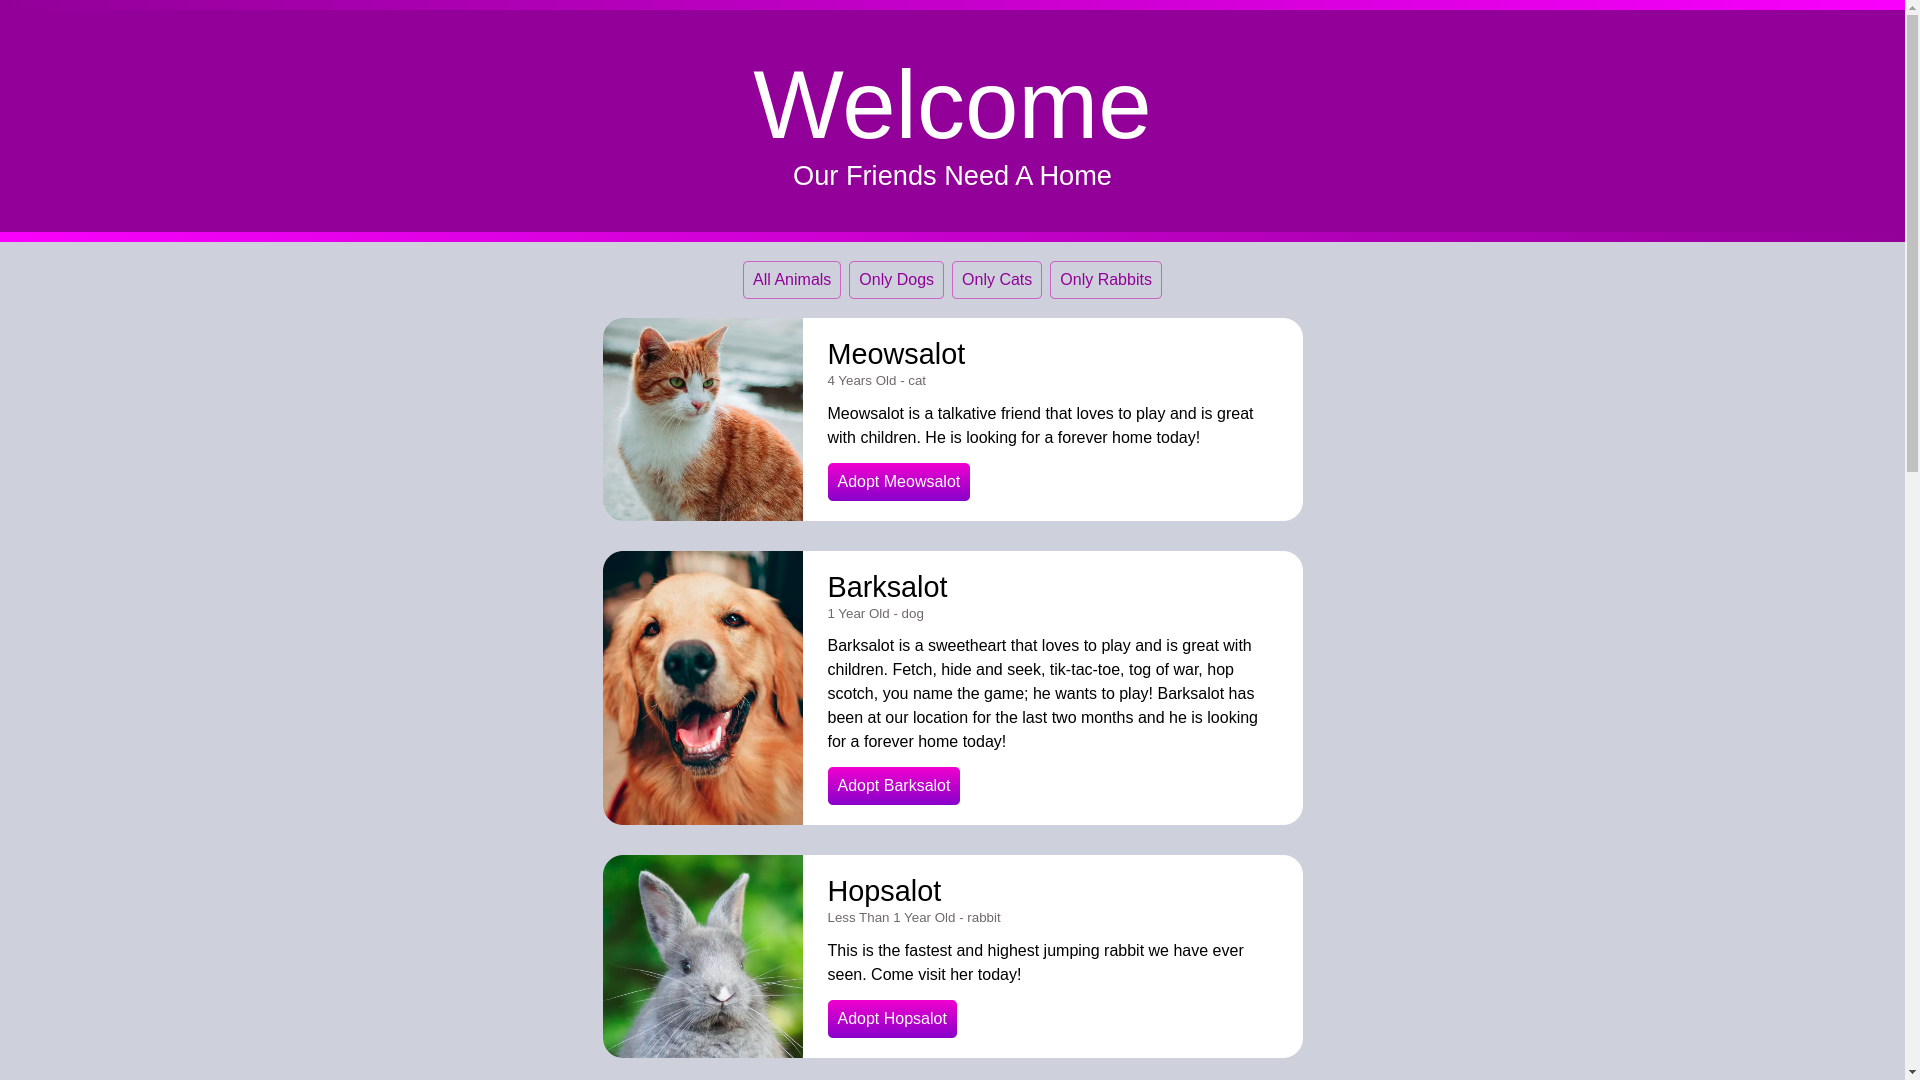 Welcome
Our Friends Need A Home
All Animals
Only Dogs
Only Cats
Only Rabbits
Meowsalot
4 Years Old - cat
Meowsalot is a talkative friend that loves to play and is great
with children. He is looking for a forever home today!
Adopt Meowsalot
Barksalot
1 Year Old - dog
Barksalot is a sweetheart that loves to play and is great with
children. Fetch, hide and seek, tik-tac-toe, tog of war, hop
scotch, you name the game; he wants to play! Barksalot has
been at our location for the last two months and he is looking
for a forever home today!
Adopt Barksalot
Hopsalot
Less Than 1 Year Old - rabbit
This is the fastest and highest jumping rabbit we have ever
seen. Come visit her today!
Adopt Hopsalot